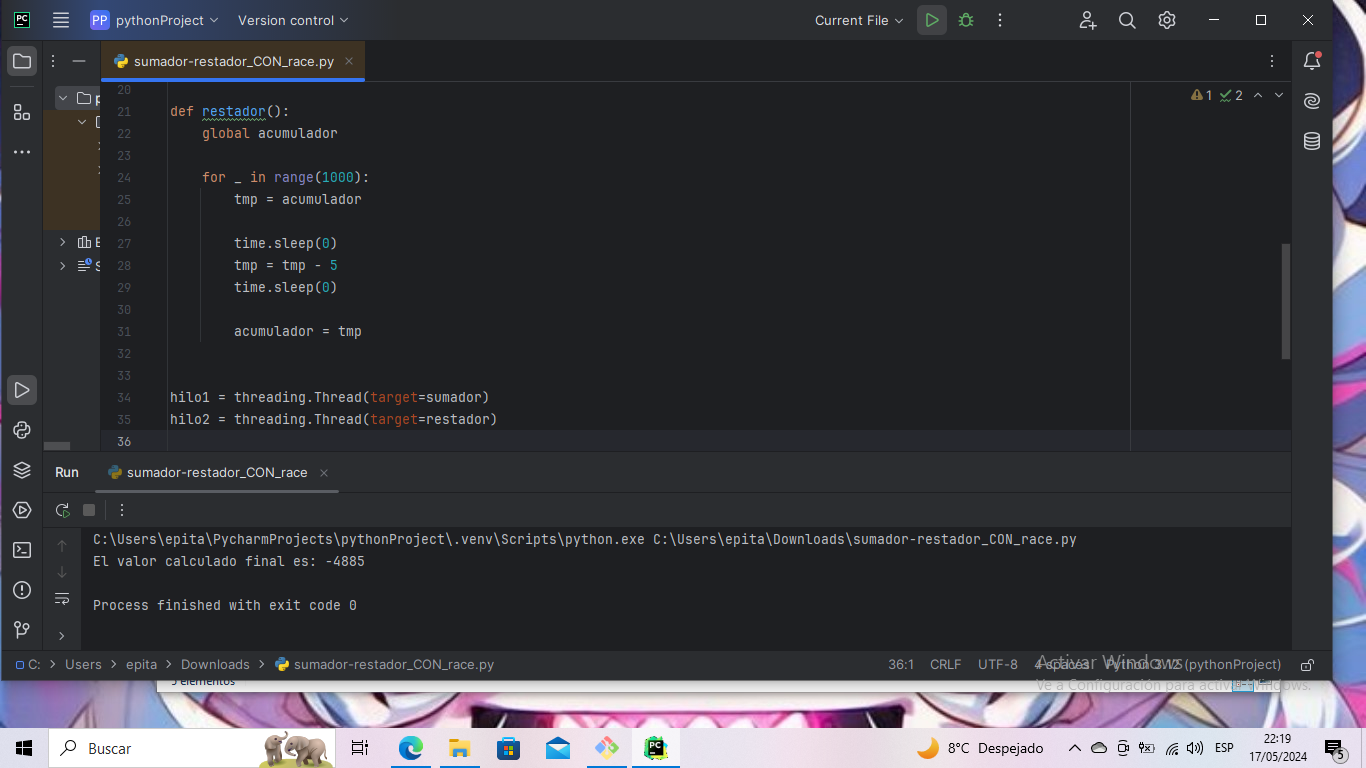 PC PP pythonProject Version control Current File
sumador-restador_CON_race.py
1 2
20
21 def restador():
22 global acumulador
23
24 for _ in range(1000):
25 tmp = acumulador
26
27 time.sleep(0)
28 tmp = tmp - 5
29 time.sleep(0)
30
31 acumulador = tmp
32
33
34 hilo1 = threading.Thread(target=sumador)
35 hilo2 = threading.Thread(target=restador)
36
Run sumador-restador_CON_race
C:\Users\epita\PycharmProjects\pythonProject\.venv\Scripts\python.exe C:\Users\epita\Downloads\sumador-restador_CON_race.py
El valor calculado final es: -4885
Process finished with exit code 0
C: Users epita Downloads sumador-restador_CON_race.py 36:1 CRLF UTF-8 4 spaces Python 3.12 (pythonProject)
Activar Windows
Ve a Configuración para activar Windows.
5 elementos
Buscar
PC
8°C Despejado
ESP
22:19
17/05/2024
5